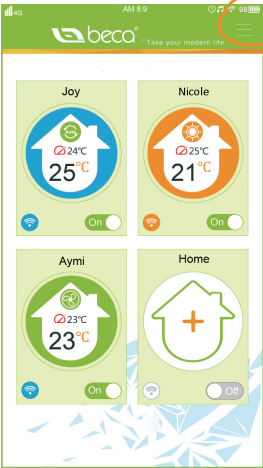 4G AM 8:9 98
beca
Take your modern life
Joy Nicole
24℃ 25℃
25℃ 21℃
On On
Aymi Home
23℃
23℃
On Off